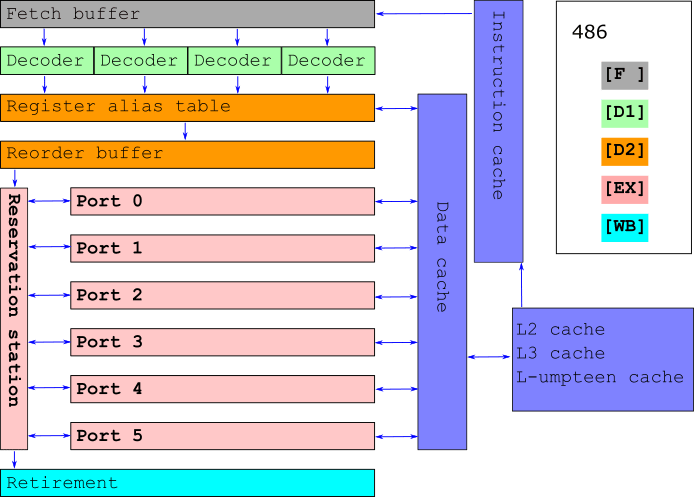 Fetch buffer
Decoder Decoder Decoder Decoder
Register alias table
Reorder buffer
Reservation station
Port 0
Port 1
Port 2
Port 3
Port 4
Port 5
Retirement
Data cache
Instruction cache
L2 cache
L3 cache
L-umpteen cache
486
[F ]
[D1]
[D2]
[EX]
[WB]